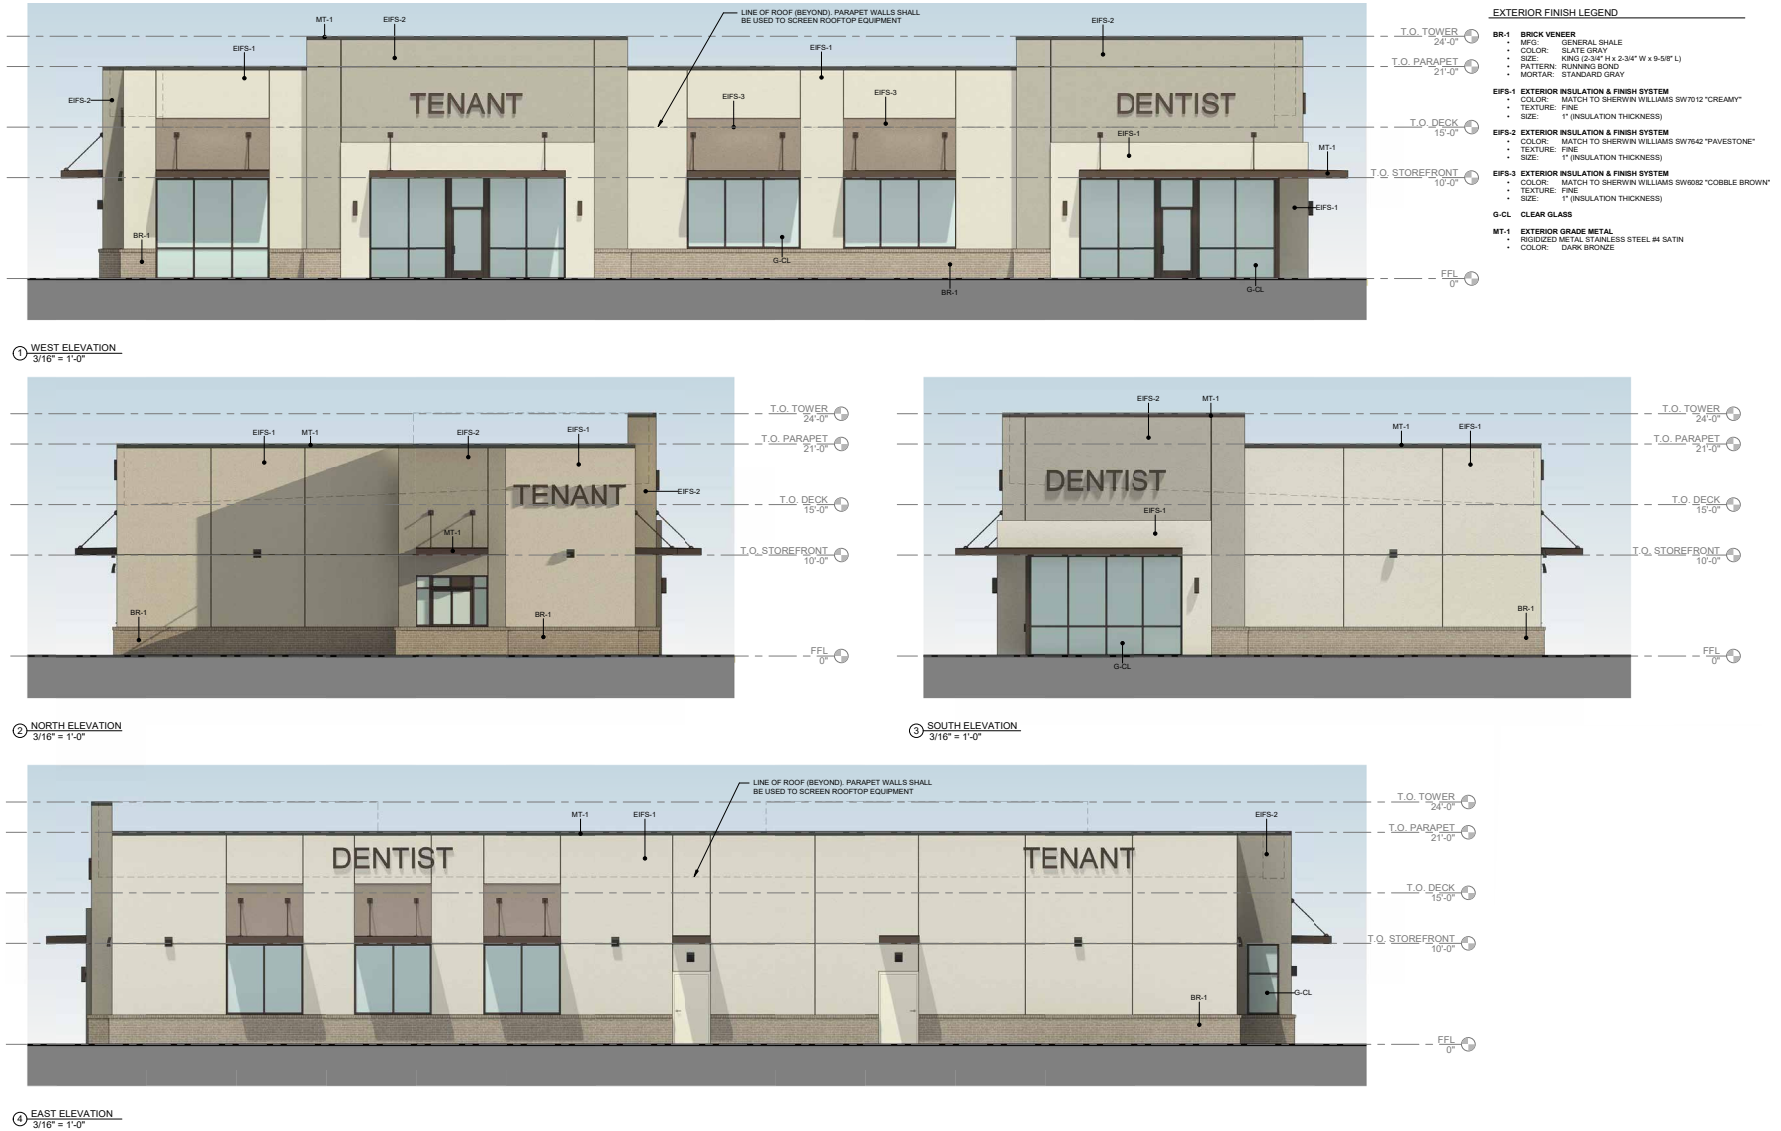 LINE OF ROOF (BEYOND). PARAPET WALLS SHALL
BE USED TO SCREEN ROOFTOP EQUIPMENT
MT-1
EIFS-2
EIFS-1
EIFS-2
EIFS-1
EIFS-2
EIFS-3
EIFS-3
EIFS-1
MT-1
EIFS-1
TENANT
DENTIST
BR-1
G-CL
BR-1
G-CL
T.O. TOWER
24'-0"
T.O. PARAPET
21'-0"
T.O. DECK
15'-0"
T.O. STOREFRONT
10'-0"
FFL
0"
1 WEST ELEVATION
3/16" = 1'-0"
EXTERIOR FINISH LEGEND
BR-1 BRICK VENEER
• MFG: GENERAL SHALE
• COLOR: SLATE GRAY
• SIZE: KING (2-3/4" H x 2-3/4" W x 9-5/8" L)
• PATTERN: RUNNING BOND
• MORTAR: STANDARD GRAY
EIFS-1 EXTERIOR INSULATION & FINISH SYSTEM
• COLOR: MATCH TO SHERWIN WILLIAMS SW7012 "CREAMY"
• TEXTURE: FINE
• SIZE: 1" (INSULATION THICKNESS)
EIFS-2 EXTERIOR INSULATION & FINISH SYSTEM
• COLOR: MATCH TO SHERWIN WILLIAMS SW7642 "PAVESTONE"
• TEXTURE: FINE
• SIZE: 1" (INSULATION THICKNESS)
EIFS-3 EXTERIOR INSULATION & FINISH SYSTEM
• COLOR: MATCH TO SHERWIN WILLIAMS SW6082 "COBBLE BROWN"
• TEXTURE: FINE
• SIZE: 1" (INSULATION THICKNESS)
G-CL CLEAR GLASS
MT-1 EXTERIOR GRADE METAL
• RIGIDIZED METAL STAINLESS STEEL #4 SATIN
• COLOR: DARK BRONZE
EIFS-1
MT-1
EIFS-2
EIFS-1
TENANT
EIFS-2
MT-1
BR-1
BR-1
T.O. TOWER
24'-0"
T.O. PARAPET
21'-0"
T.O. DECK
15'-0"
T.O. STOREFRONT
10'-0"
FFL
0"
2 NORTH ELEVATION
3/16" = 1'-0"
EIFS-2
MT-1
MT-1
EIFS-1
DENTIST
EIFS-1
BR-1
G-CL
T.O. TOWER
24'-0"
T.O. PARAPET
21'-0"
T.O. DECK
15'-0"
T.O. STOREFRONT
10'-0"
FFL
0"
3 SOUTH ELEVATION
3/16" = 1'-0"
LINE OF ROOF (BEYOND). PARAPET WALLS SHALL
BE USED TO SCREEN ROOFTOP EQUIPMENT
MT-1
EIFS-1
EIFS-2
DENTIST
TENANT
BR-1
G-CL
T.O. TOWER
24'-0"
T.O. PARAPET
21'-0"
T.O. DECK
15'-0"
T.O. STOREFRONT
10'-0"
FFL
0"
4 EAST ELEVATION
3/16" = 1'-0"